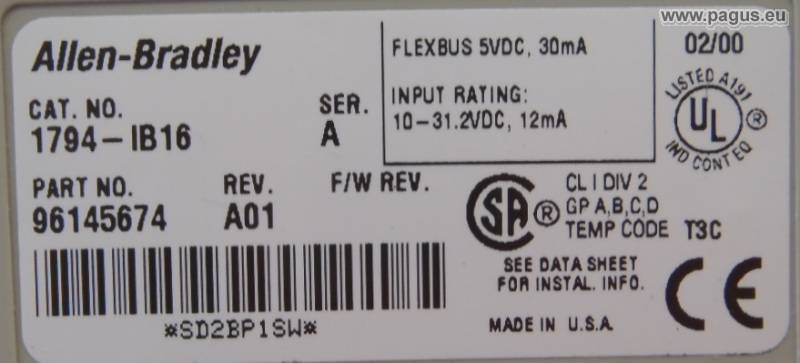 www.pagus.eu
Allen-Bradley
CAT. NO.
SER.
1794-IB16
A
PART NO.
REV.
F/W REV.
96145674
A01
*SD2BP1SW*
FLEXBUS 5VDC, 30mA
INPUT RATING:
10-31.2VDC, 12mA
02/00
LISTED A191
UL ®
IND CONT EQ
SA ®
CL I DIV 2
GP A,B,C,D
TEMP CODE T3C
SEE DATA SHEET
FOR INSTAL. INFO.
MADE IN U.S.A.
CE